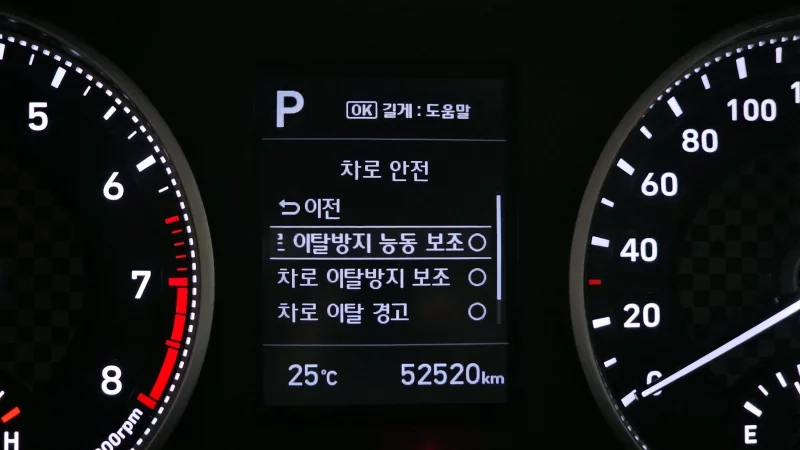 5
6
7
8
000rpm
H
P
OK 길게 : 도움말
차로 안전
이전
이탈방지 능동 보조
차로 이탈방지 보조
차로 이탈 경고
25℃
52520km
100
80
60
40
20
0
E